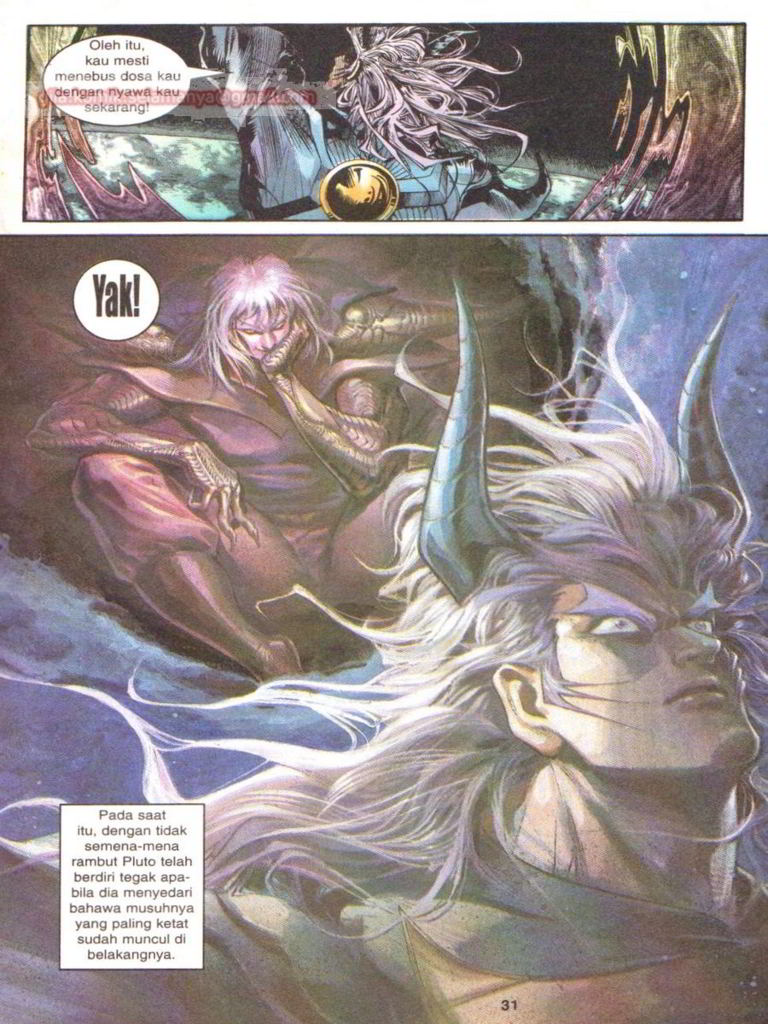 Oleh itu,
kau mesti
menebus dosa kau
dengan nyawa kau
sekarang!
Yak!
Pada saat
itu, dengan tidak
semena-mena
rambut Pluto telah
berdiri tegak apa-
bila dia menyedari
bahawa musuhnya
yang paling ketat
sudah muncul di
belakangnya.
31